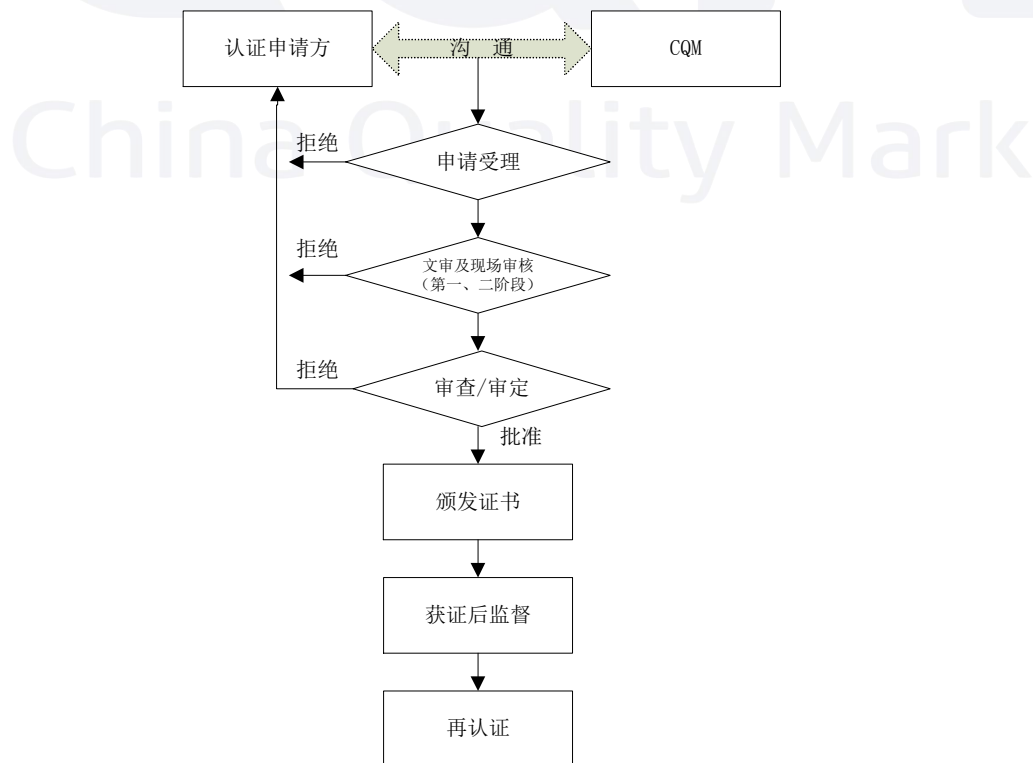 认证申请方
沟 通
CQM
China Quality Mark
拒绝
申请受理
拒绝
文审及现场审核
（第一、二阶段）
拒绝
审查/审定
批准
颁发证书
获证后监督
再认证